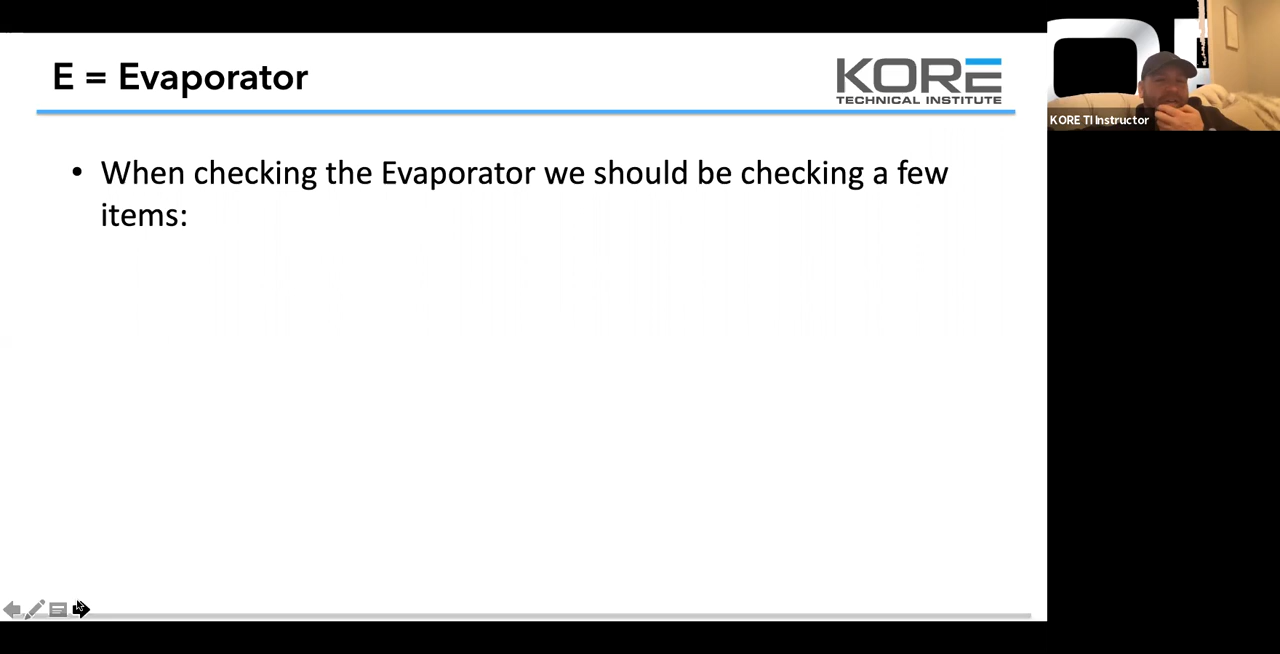 E = Evaporator
KORE
TECHNICAL INSTITUTE
KORE TI Instructor
• When checking the Evaporator we should be checking a few
items: